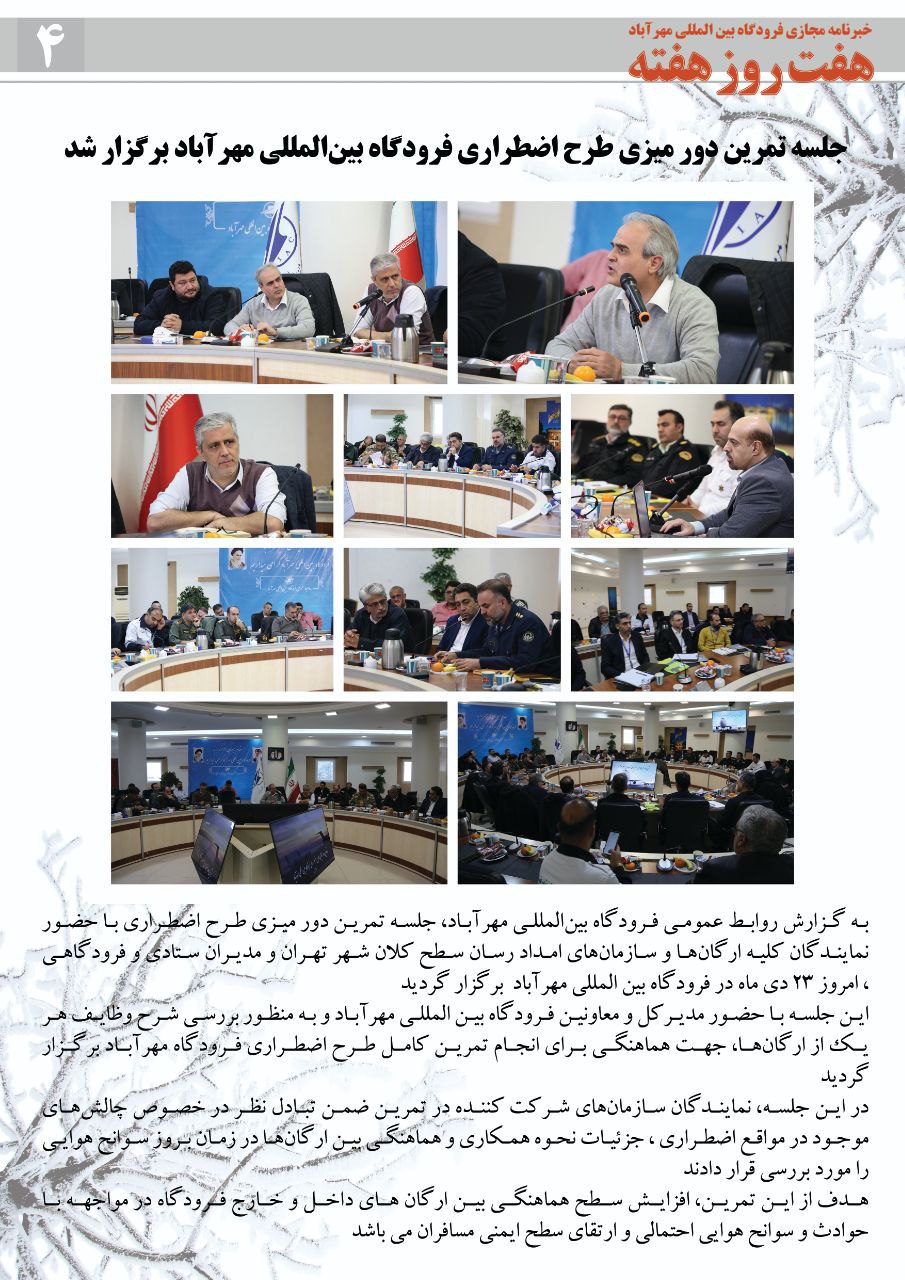 خبرنامه مجازی فرودگاه بین المللی مهرآباد
هفت روز هفته
۴
جلسه تمرین دور میزی طرح اضطراری فرودگاه بین‌المللی مهرآباد برگزار شد
به گزارش روابط عمومی فرودگاه بین‌المللی مهرآباد، جلسه تمرین دور میزی طرح اضطراری با حضور
نمایندگان کلیه ارگان‌ها و سازمان‌های امداد رسان سطح کلان شهر تهران و مدیران ستادی و فرودگاهی
، امروز ۲۳ دی ماه در فرودگاه بین المللی مهرآباد برگزار گردید
این جلسه با حضور مدیر کل و معاونین فرودگاه بین المللی مهرآباد و به منظور بررسی شرح وظایف هر
یک از ارگان‌ها، جهت هماهنگی برای انجام تمرین کامل طرح اضطراری فرودگاه مهرآباد برگزار
گردید
در این جلسه، نمایندگان سازمان‌های شرکت کننده در تمرین ضمن تبادل نظر در خصوص چالش‌های
موجود در مواقع اضطراری ، جزئیات نحوه همکاری و هماهنگی بین ارگان‌ها در زمان بروز سوانح هوایی
را مورد بررسی قرار دادند
هدف از این تمرین، افزایش سطح هماهنگی بین ارگان های داخل و خارج فرودگاه در مواجهه با
حوادث و سوانح هوایی احتمالی و ارتقای سطح ایمنی مسافران می باشد